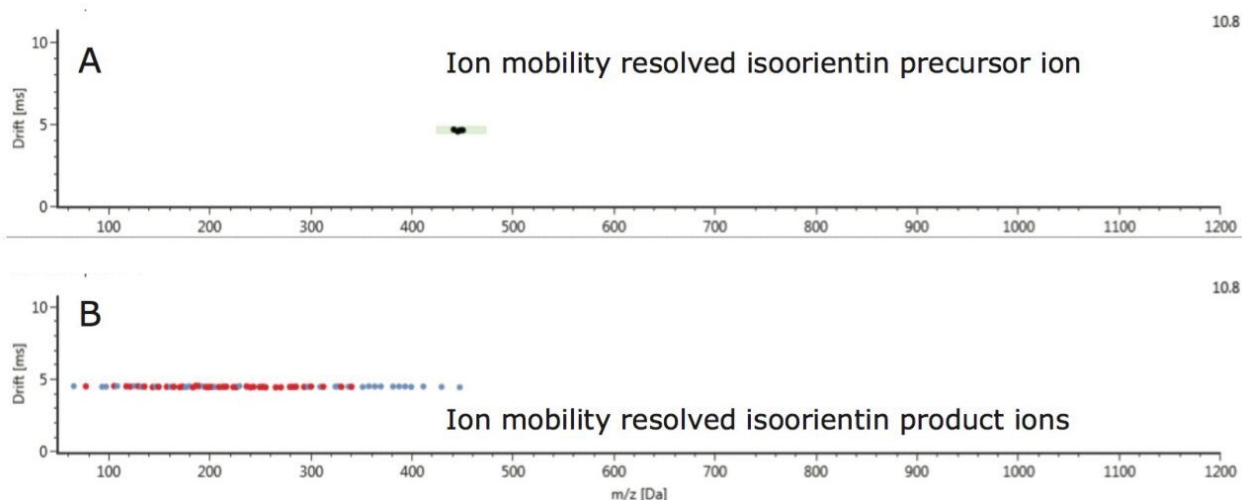 10.8
A
Ion mobility resolved isoorientin precursor ion
Drift [ms]
10
5
0
100 200 300 400 500 600 700 800 900 1000 1100 1200
10.8
B
Ion mobility resolved isoorientin product ions
Drift [ms]
10
5
0
100 200 300 400 500 600 700 800 900 1000 1100 1200
m/z [Da]